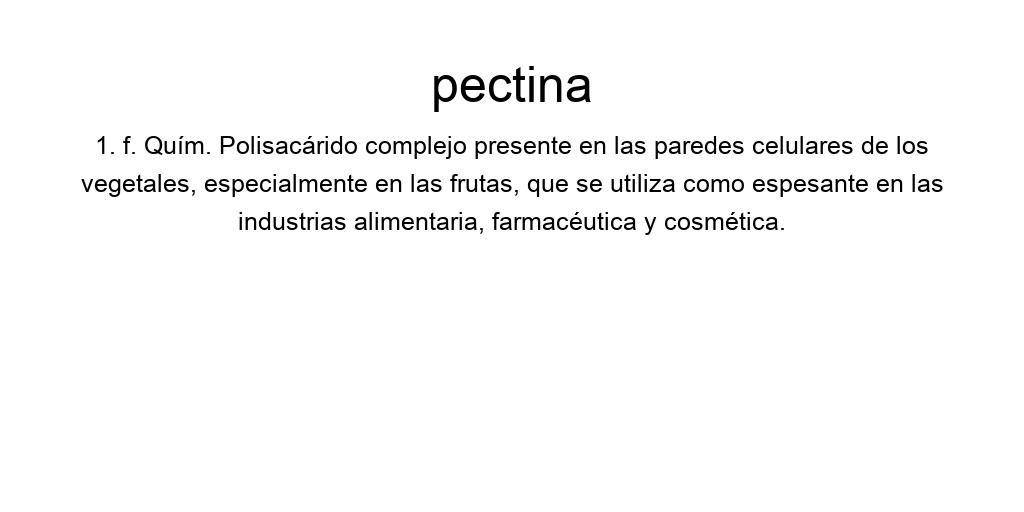 pectina
1. f. Quím. Polisacárido complejo presente en las paredes celulares de los
vegetales, especialmente en las frutas, que se utiliza como espesante en las
industrias alimentaria, farmacéutica y cosmética.